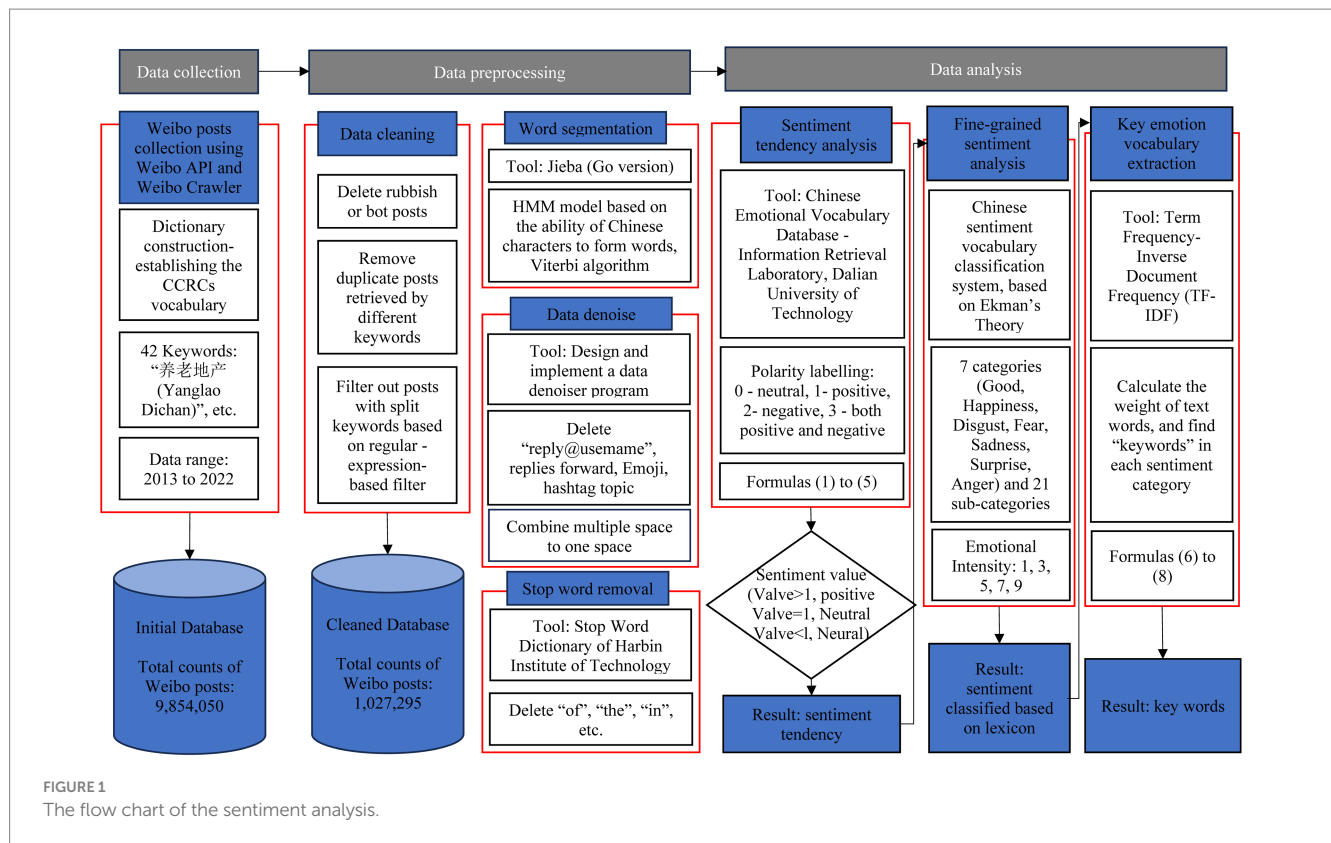 Data collection
Data preprocessing
Data analysis
Weibo posts
collection using
Weibo API and
Weibo Crawler
Dictionary
construction-
establishing the
CCRCs
vocabulary
42 Keywords:
“养老地产
(Yanglao
Dichan)”, etc.
Data range:
2013 to 2022
Initial Database
Total counts of
Weibo posts:
9,854,050
Data cleaning
Delete rubbish
or bot posts
Remove
duplicate posts
retrieved by
different
keywords
Filter out posts
with split
keywords based
on regular -
expression-
based filter
Cleaned Database
Total counts of
Weibo posts:
1,027,295
Word segmentation
Tool: Jieba (Go version)
HMM model based on
the ability of Chinese
characters to form words,
Viterbi algorithm
Data denoise
Tool: Design and
implement a data
denoiser program
Delete
“reply@usemame”,
replies forward, Emoji,
hashtag topic
Combine multiple space
to one space
Stop word removal
Tool: Stop Word
Dictionary of Harbin
Institute of Technology
Delete “of”, “the”, “in”,
etc.
Sentiment
tendency analysis
Tool: Chinese
Emotional Vocabulary
Database -
Information Retrieval
Laboratory, Dalian
University of
Technology
Polarity labelling:
0 - neutral, 1- positive,
2- negative, 3 - both
positive and negative
Formulas (1) to (5)
Sentiment value
(Valve>1, positive
Valve=1, Neutral
Valve<l, Neural)
Result: sentiment
tendency
Fine-grained
sentiment
analysis
Chinese
sentiment
vocabulary
classification
system, based
on Ekman’s
Theory
7 categories
(Good,
Happiness,
Disgust, Fear,
Sadness,
Surprise,
Anger) and 21
sub-categories
Emotional
Intensity: 1, 3,
5, 7, 9
Result:
sentiment
classified based
on lexicon
Key emotion
vocabulary
extraction
Tool: Term
Frequency-
Inverse
Document
Frequency (TF-
IDF)
Calculate the
weight of text
words, and find
“keywords” in
each sentiment
category
Formulas (6) to
(8)
Result: key words
FIGURE 1
The flow chart of the sentiment analysis.